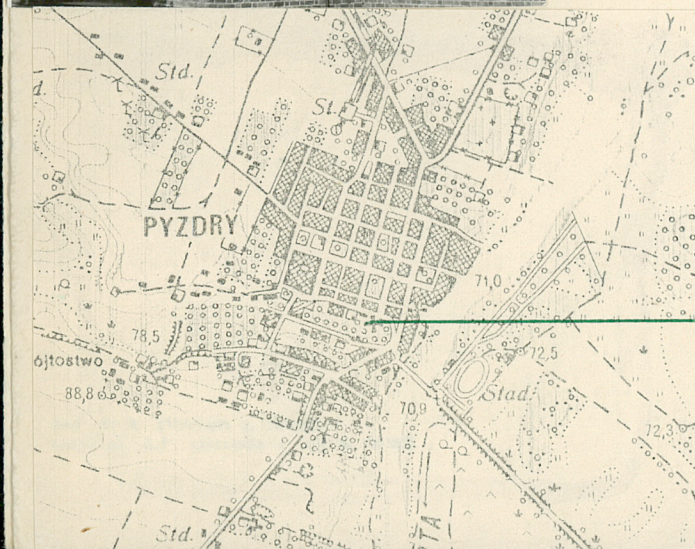 Std.
d.
St.
PYZDRY
71,0
78,5
72,5
ójtostwo
88,8
Stad.
70,9
72,3
Std.
TA